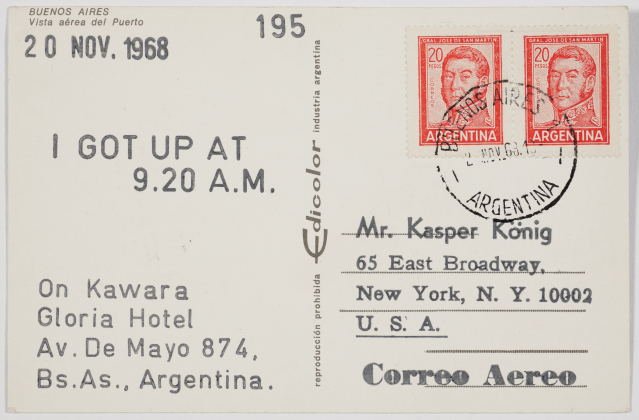 BUENOS AIRES
Vista aérea del Puerto
20 NOV. 1968
195
I GOT UP AT
9.20 A.M.
On Kawara
Gloria Hotel
Av. De Mayo 874,
Bs.As., Argentina.
Edicolor industria argentina
reproducción prohibida
GRAL. JOSE DE SAN MARTIN
20
PESOS
ARGENTINA
GRAL. JOSE DE SAN MARTIN
20
PESOS
ARGENTINA
BUENOS AIRES
NOV.68
ARGENTINA
Mr. Kasper König
65 East Broadway,
New York, N. Y. 10002
U. S. A.
Correo Aereo